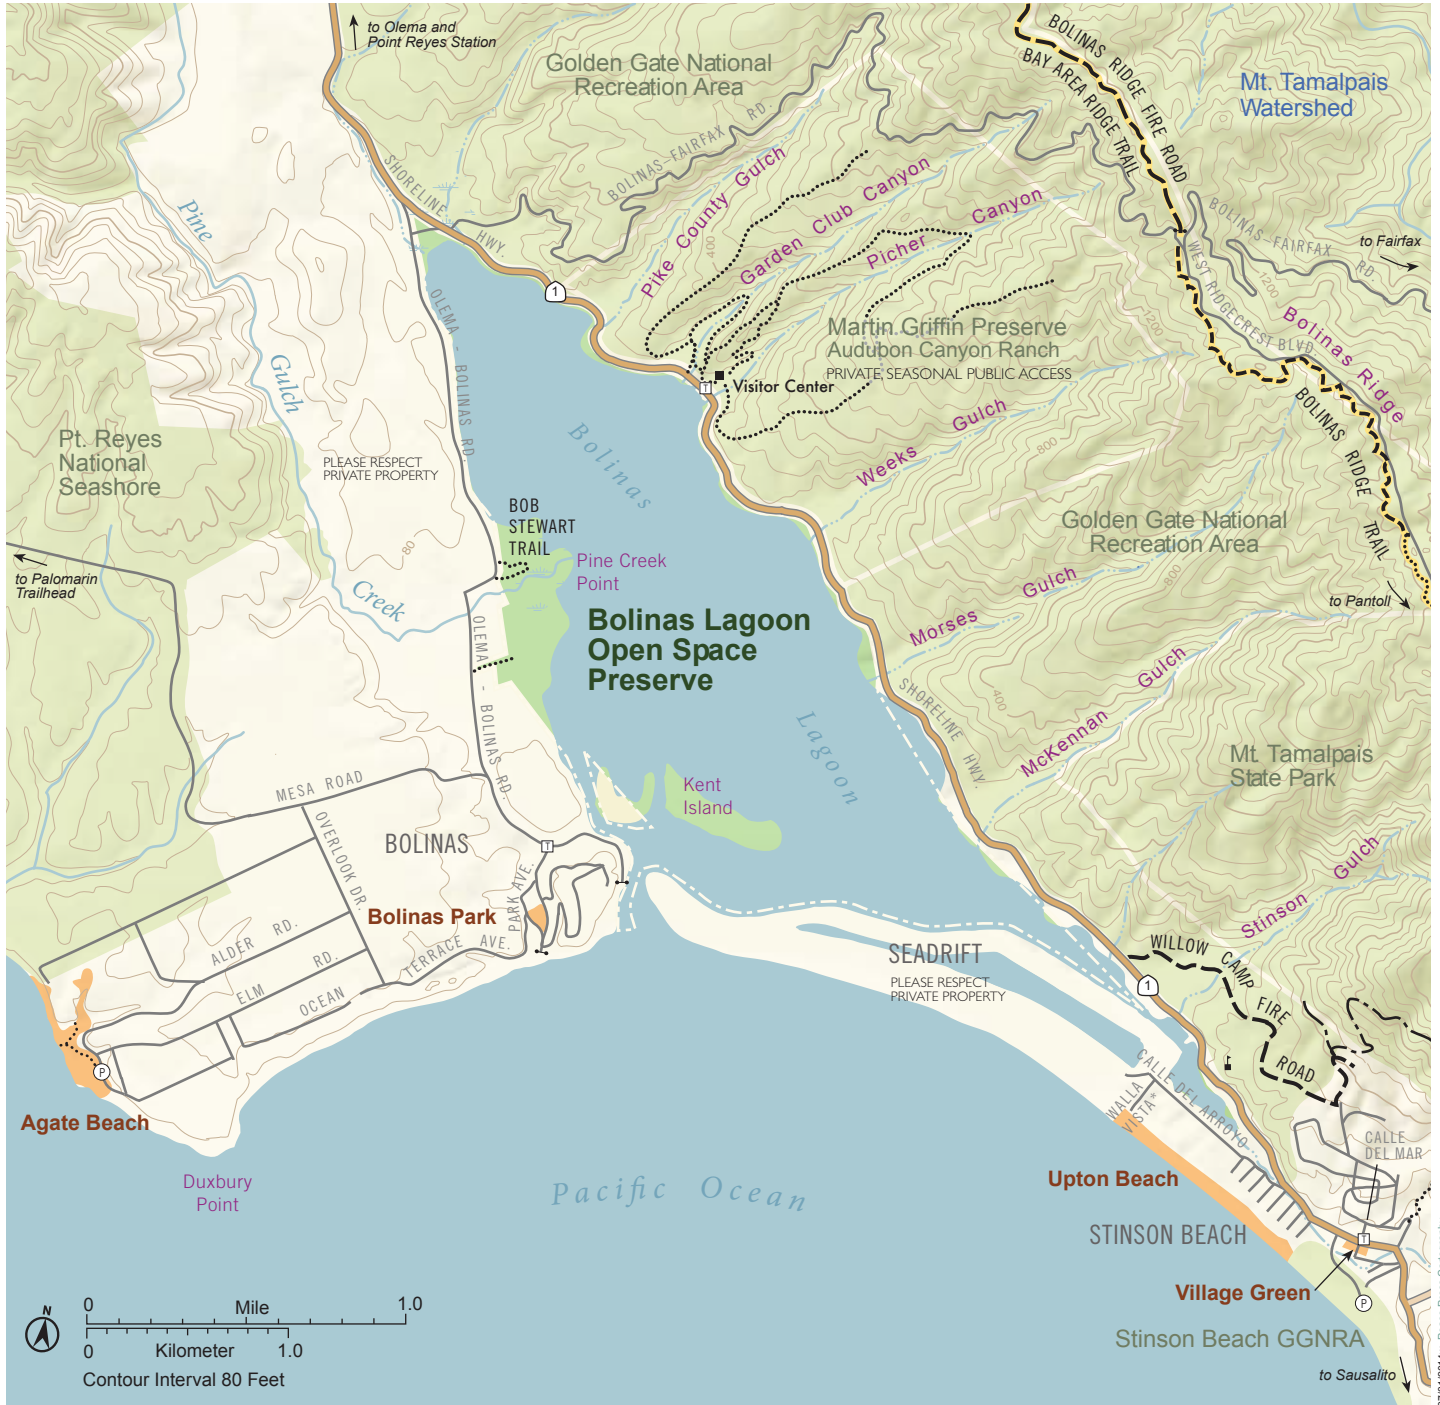 to Olema and
Point Reyes Station
Golden Gate National
Recreation Area
BOLINAS RIDGE FIRE ROAD
BAY AREA RIDGE TRAIL
Mt. Tamalpais
Watershed
SHORELINE HWY.
BOLINAS-FAIRFAX RD.
Pike County Gulch
Garden Club Canyon
Picher Canyon
400
BOLINAS-FAIRFAX RD.
to Fairfax
Pine Gulch Creek
1
OLEMA - BOLINAS RD.
WEST RIDGECREST BLVD
1200
1200
Bolinas Ridge
Martin Griffin Preserve
Audubon Canyon Ranch
PRIVATE, SEASONAL PUBLIC ACCESS
T
Visitor Center
Weeks Gulch
800
BOLINAS RIDGE TRAIL
Pt. Reyes
National
Seashore
PLEASE RESPECT
PRIVATE PROPERTY
Bolinas Lagoon
80
BOB
STEWART
TRAIL
Pine Creek
Point
Golden Gate National
Recreation Area
800
to Palomarin
Trailhead
Morses Gulch
to Pantoll
Bolinas Lagoon
Open Space
Preserve
OLEMA - BOLINAS RD.
McKennan Gulch
400
SHORELINE HWY.
Mt. Tamalpais
State Park
Kent
Island
MESA ROAD
OVERLOOK DR.
BOLINAS
T
PARK AVE.
Bolinas Park
Stinson Gulch
ALDER RD.
TERRACE AVE.
ELM RD.
OCEAN
SEADRIFT
PLEASE RESPECT
PRIVATE PROPERTY
WILLOW CAMP FIRE ROAD
1
P
Agate Beach
CALLE DEL ARROYO
WALLA
VISTA*
CALLE
DEL MAR
Duxbury
Point
Pacific Ocean
Upton Beach
STINSON BEACH
T
Village Green
P
Stinson Beach GGNRA
to Sausalito
N
0 Mile 1.0
0 Kilometer 1.0
Contour Interval 80 Feet